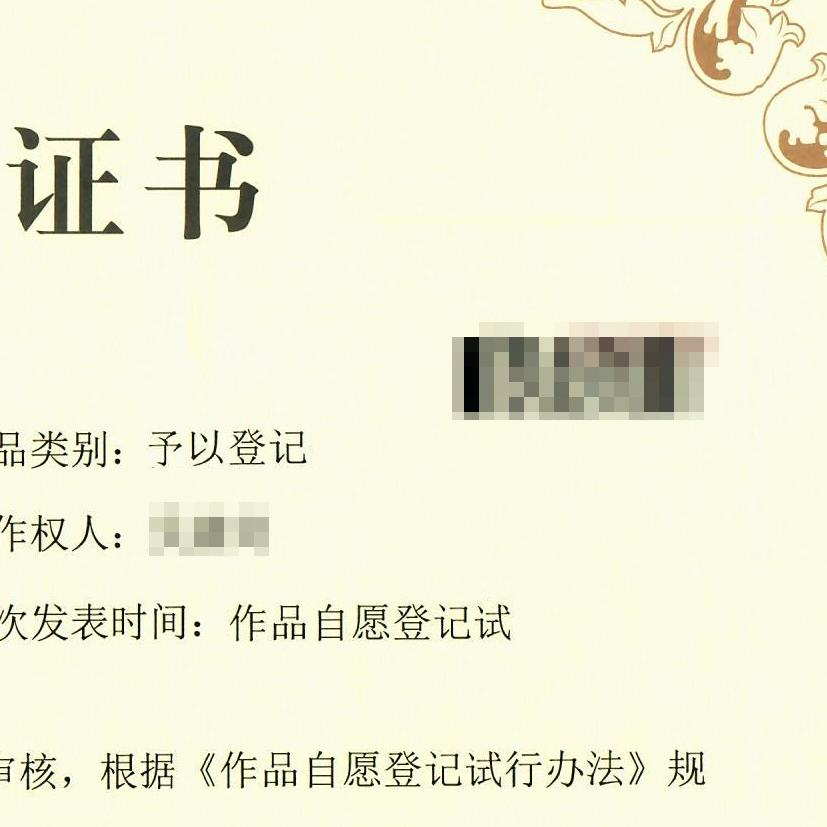 证书
品类别：予以登记
作权人：
次发表时间：作品自愿登记试
审核，根据《作品自愿登记试行办法》规